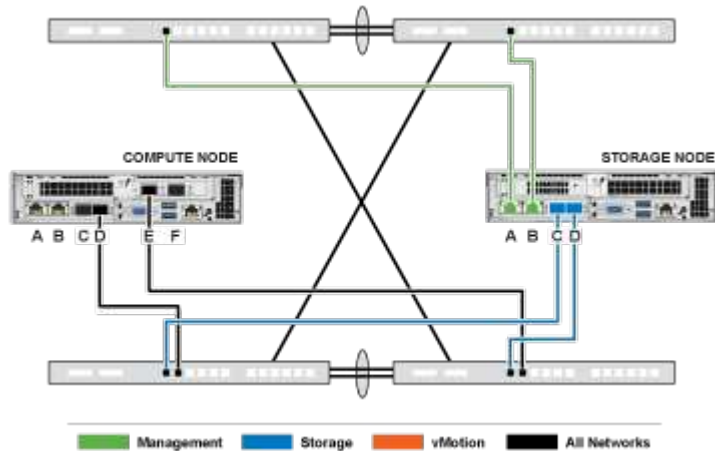 COMPUTE NODE
STORAGE NODE
A B C D E F
A B C D
Management Storage vMotion All Networks